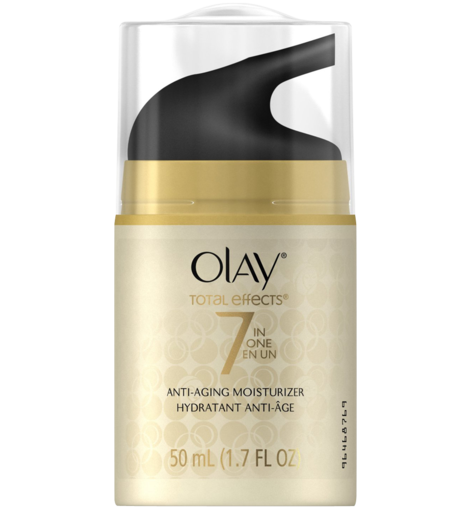 OLAY®
TOTAL effects®
7 IN
ONE
EN UN
ANTI-AGING MOISTURIZER
HYDRATANT ANTI-ÂGE
50 mL (1.7 FL OZ)
96468769